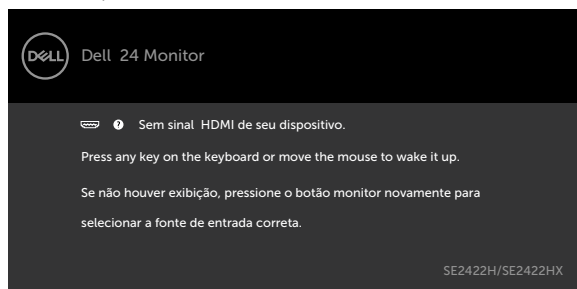 DELL
Dell 24 Monitor
Sem sinal HDMI de seu dispositivo.
Press any key on the keyboard or move the mouse to wake it up.
Se não houver exibição, pressione o botão monitor novamente para
selecionar a fonte de entrada correta.
SE2422H/SE2422HX